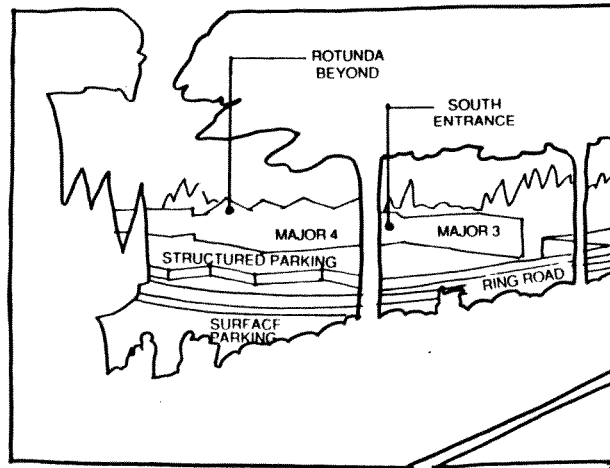 ROTUNDA
BEYOND
SOUTH
ENTRANCE
MAJOR 4
MAJOR 3
STRUCTURED PARKING
RING ROAD
SURFACE
PARKING